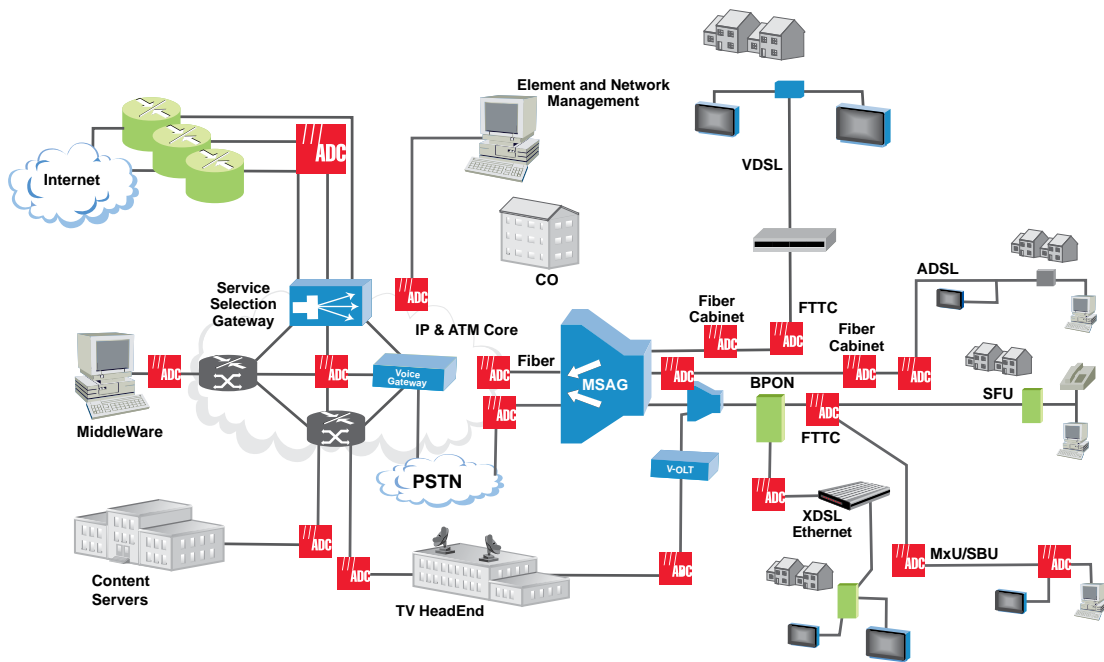 Element and Network
Management
ADC
VDSL
Internet
CO
ADSL
Service
Selection
Gateway
ADC
IP & ATM Core
Fiber
Cabinet
FTTC
Fiber
Cabinet
ADC
ADC
ADC
ADC
Voice
Gateway
ADC
Fiber
MSAG
ADC
ADC
ADC
BPON
SFU
MiddleWare
ADC
ADC
FTTC
PSTN
V-OLT
ADC
XDSL
Ethernet
ADC
ADC
ADC
ADC
MxU/SBU
ADC
ADC
Content
Servers
TV HeadEnd